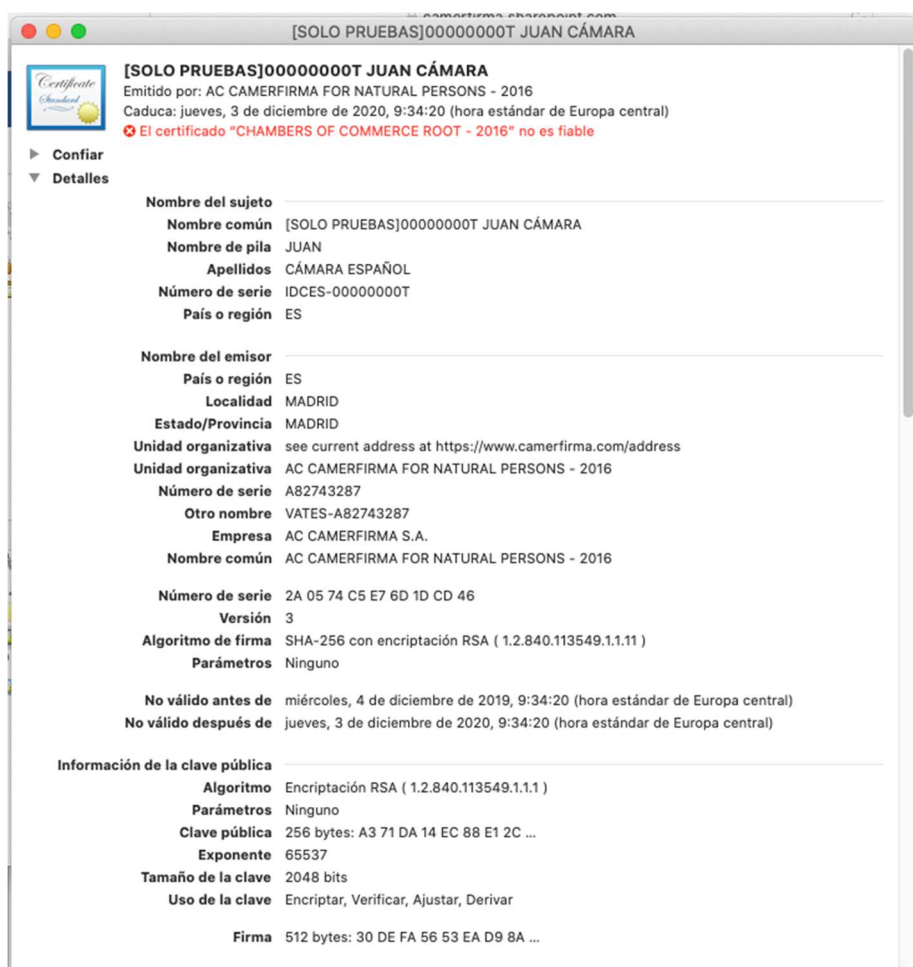 camerfirma.sharepoint.com
[SOLO PRUEBAS]00000000T JUAN CÁMARA
Certificate
Standard
[SOLO PRUEBAS]00000000T JUAN CÁMARA
Emitido por: AC CAMERFIRMA FOR NATURAL PERSONS - 2016
Caduca: jueves, 3 de diciembre de 2020, 9:34:20 (hora estándar de Europa central)
El certificado “CHAMBERS OF COMMERCE ROOT - 2016” no es fiable
Confiar
Detalles
Nombre del sujeto
Nombre común [SOLO PRUEBAS]00000000T JUAN CÁMARA
Nombre de pila JUAN
Apellidos CÁMARA ESPAÑOL
Número de serie IDCES-00000000T
País o región ES
Nombre del emisor
País o región ES
Localidad MADRID
Estado/Provincia MADRID
Unidad organizativa see current address at https://www.camerfirma.com/address
Unidad organizativa AC CAMERFIRMA FOR NATURAL PERSONS - 2016
Número de serie A82743287
Otro nombre VATES-A82743287
Empresa AC CAMERFIRMA S.A.
Nombre común AC CAMERFIRMA FOR NATURAL PERSONS - 2016
Número de serie 2A 05 74 C5 E7 6D 1D CD 46
Versión 3
Algoritmo de firma SHA-256 con encriptación RSA ( 1.2.840.113549.1.1.11 )
Parámetros Ninguno
No válido antes de miércoles, 4 de diciembre de 2019, 9:34:20 (hora estándar de Europa central)
No válido después de jueves, 3 de diciembre de 2020, 9:34:20 (hora estándar de Europa central)
Información de la clave pública
Algoritmo Encriptación RSA ( 1.2.840.113549.1.1.1 )
Parámetros Ninguno
Clave pública 256 bytes: A3 71 DA 14 EC 88 E1 2C ...
Exponente 65537
Tamaño de la clave 2048 bits
Uso de la clave Encriptar, Verificar, Ajustar, Derivar
Firma 512 bytes: 30 DE FA 56 53 EA D9 8A ...